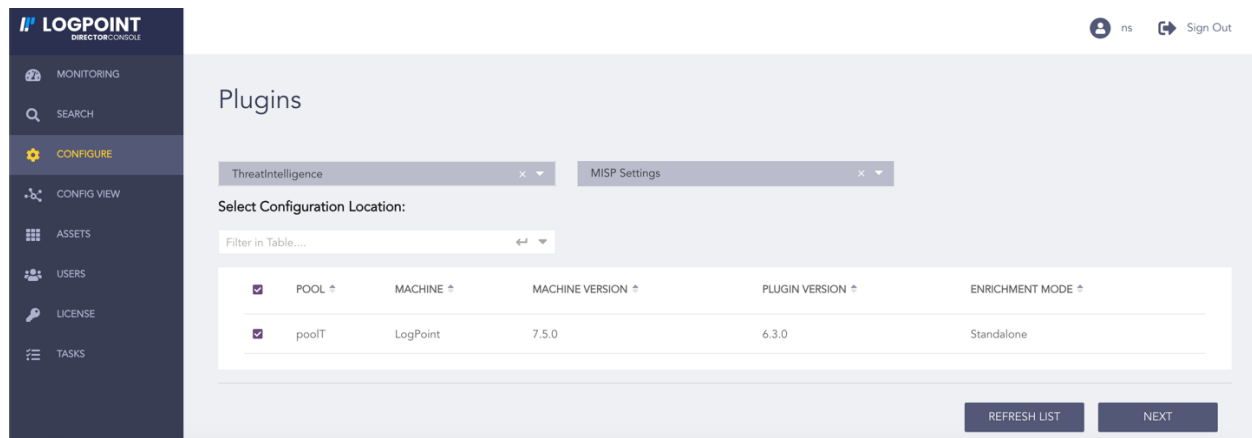 LOGPOINT
DIRECTORCONSOLE
ns Sign Out
MONITORING
SEARCH
CONFIGURE
CONFIG VIEW
ASSETS
USERS
LICENSE
TASKS
Plugins
ThreatIntelligence MISP Settings
Select Configuration Location:
Filter in Table....
POOL MACHINE MACHINE VERSION PLUGIN VERSION ENRICHMENT MODE
poolT LogPoint 7.5.0 6.3.0 Standalone
REFRESH LIST NEXT